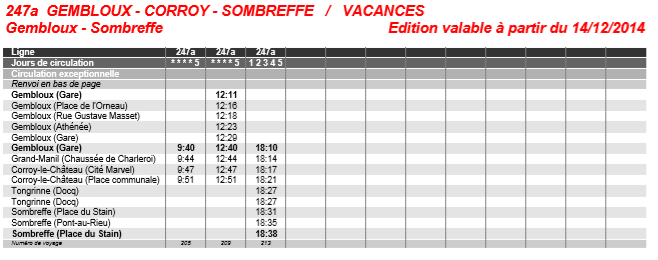 247a GEMBLOUX - CORROY - SOMBREFFE / VACANCES
Gembloux - Sombreffe Edition valable à partir du 14/12/2014
Ligne 247a 247a 247a
Jours de circulation * * * * 5 * * * * 5 1 2 3 4 5
Circulation exceptionnelle
Renvoi en bas de page
Gembloux (Gare) 12:11
Gembloux (Place de l'Orneau) 12:16
Gembloux (Rue Gustave Masset) 12:18
Gembloux (Athénée) 12:23
Gembloux (Gare) 12:29
Gembloux (Gare) 9:40 12:40 18:10
Grand-Manil (Chaussée de Charleroi) 9:44 12:44 18:14
Corroy-le-Château (Cité Marvel) 9:47 12:47 18:17
Corroy-le-Château (Place communale) 9:51 12:51 18:21
Tongrinne (Docq) 18:27
Tongrinne (Docq) 18:27
Sombreffe (Place du Stain) 18:31
Sombreffe (Pont-au-Rieu) 18:35
Sombreffe (Place du Stain) 18:38
Numéro de voyage 205 209 213